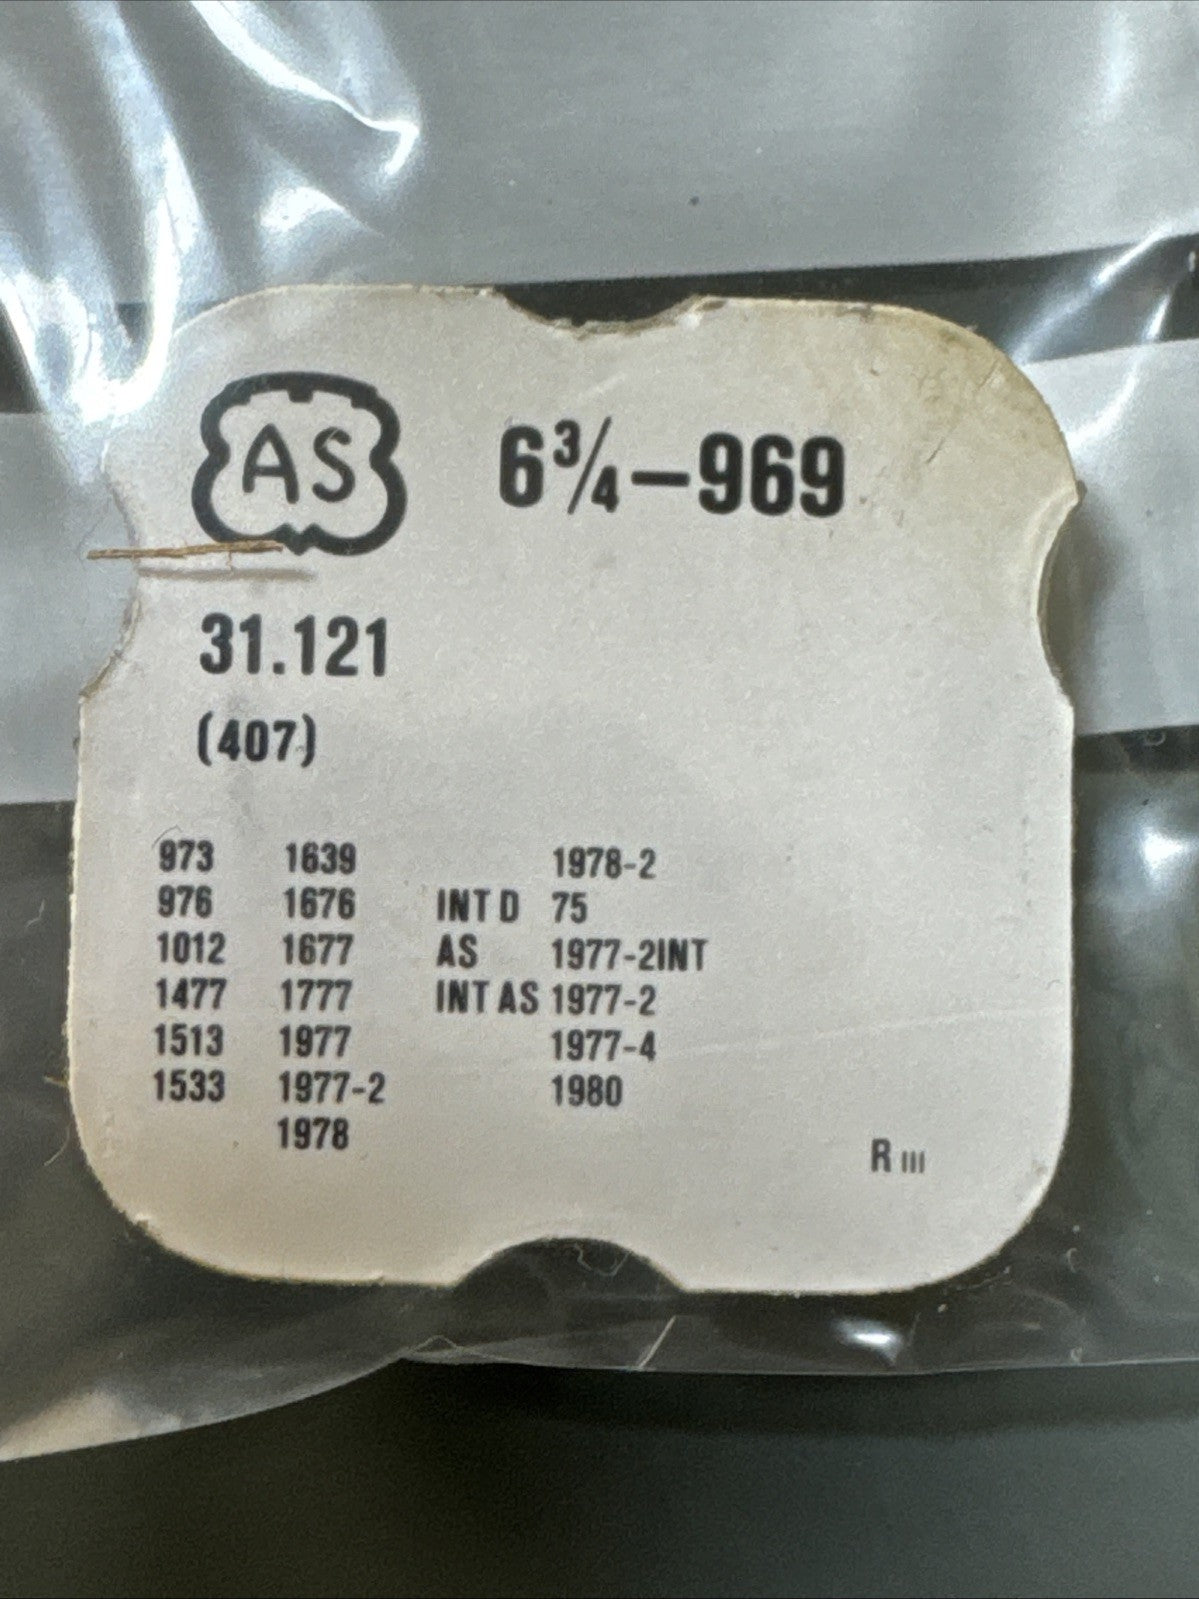 AS 6¾–969
31.121
(407)
973 1639 1978-2
976 1676 INT D 75
1012 1677 AS 1977-2INT
1477 1777 INT AS 1977-2
1513 1977 1977-4
1533 1977-2 1980
1978
R III